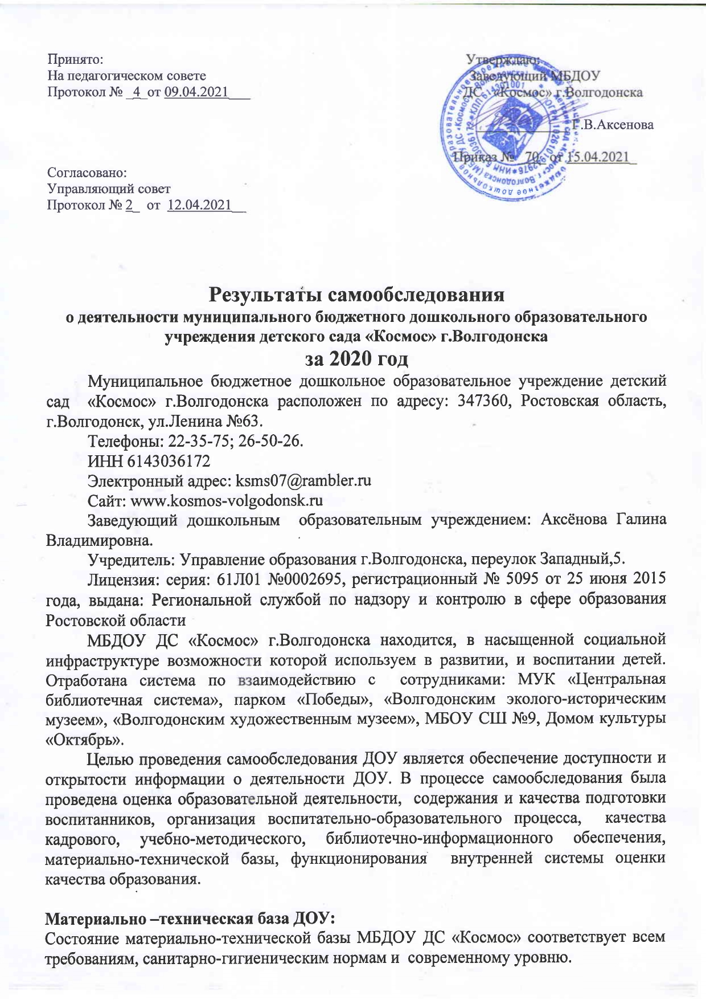 Принято:
На педагогическом совете
Протокол № _4_ от 09.04.2021___
Утверждаю:
Заведующий МБДОУ
ДС «Космос» г.Волгодонска
Г.В.Аксенова
Приказ № _70_ от 15.04.2021_
Согласовано:
Управляющий совет
Протокол № 2_ от 12.04.2021__
Результаты самообследования
о деятельности муниципального бюджетного дошкольного образовательного
учреждения детского сада «Космос» г.Волгодонска
за 2020 год
Муниципальное бюджетное дошкольное образовательное учреждение детский
сад «Космос» г.Волгодонска расположен по адресу: 347360, Ростовская область,
г.Волгодонск, ул.Ленина №63.
Телефоны: 22-35-75; 26-50-26.
ИНН 6143036172
Электронный адрес: ksms07@rambler.ru
Сайт: www.kosmos-volgodonsk.ru
Заведующий дошкольным образовательным учреждением: Аксёнова Галина
Владимировна.
Учредитель: Управление образования г.Волгодонска, переулок Западный,5.
Лицензия: серия: 61Л01 №0002695, регистрационный № 5095 от 25 июня 2015
года, выдана: Региональной службой по надзору и контролю в сфере образования
Ростовской области
МБДОУ ДС «Космос» г.Волгодонска находится, в насыщенной социальной
инфраструктуре возможности которой используем в развитии, и воспитании детей.
Отработана система по взаимодействию с сотрудниками: МУК «Центральная
библиотечная система», парком «Победы», «Волгодонским эколого-историческим
музеем», «Волгодонским художественным музеем», МБОУ СШ №9, Домом культуры
«Октябрь».
Целью проведения самообследования ДОУ является обеспечение доступности и
открытости информации о деятельности ДОУ. В процессе самообследования была
проведена оценка образовательной деятельности, содержания и качества подготовки
воспитанников, организация воспитательно-образовательного процесса, качества
кадрового, учебно-методического, библиотечно-информационного обеспечения,
материально-технической базы, функционирования внутренней системы оценки
качества образования.
Материально –техническая база ДОУ:
Состояние материально-технической базы МБДОУ ДС «Космос» соответствует всем
требованиям, санитарно-гигиеническим нормам и современному уровню.